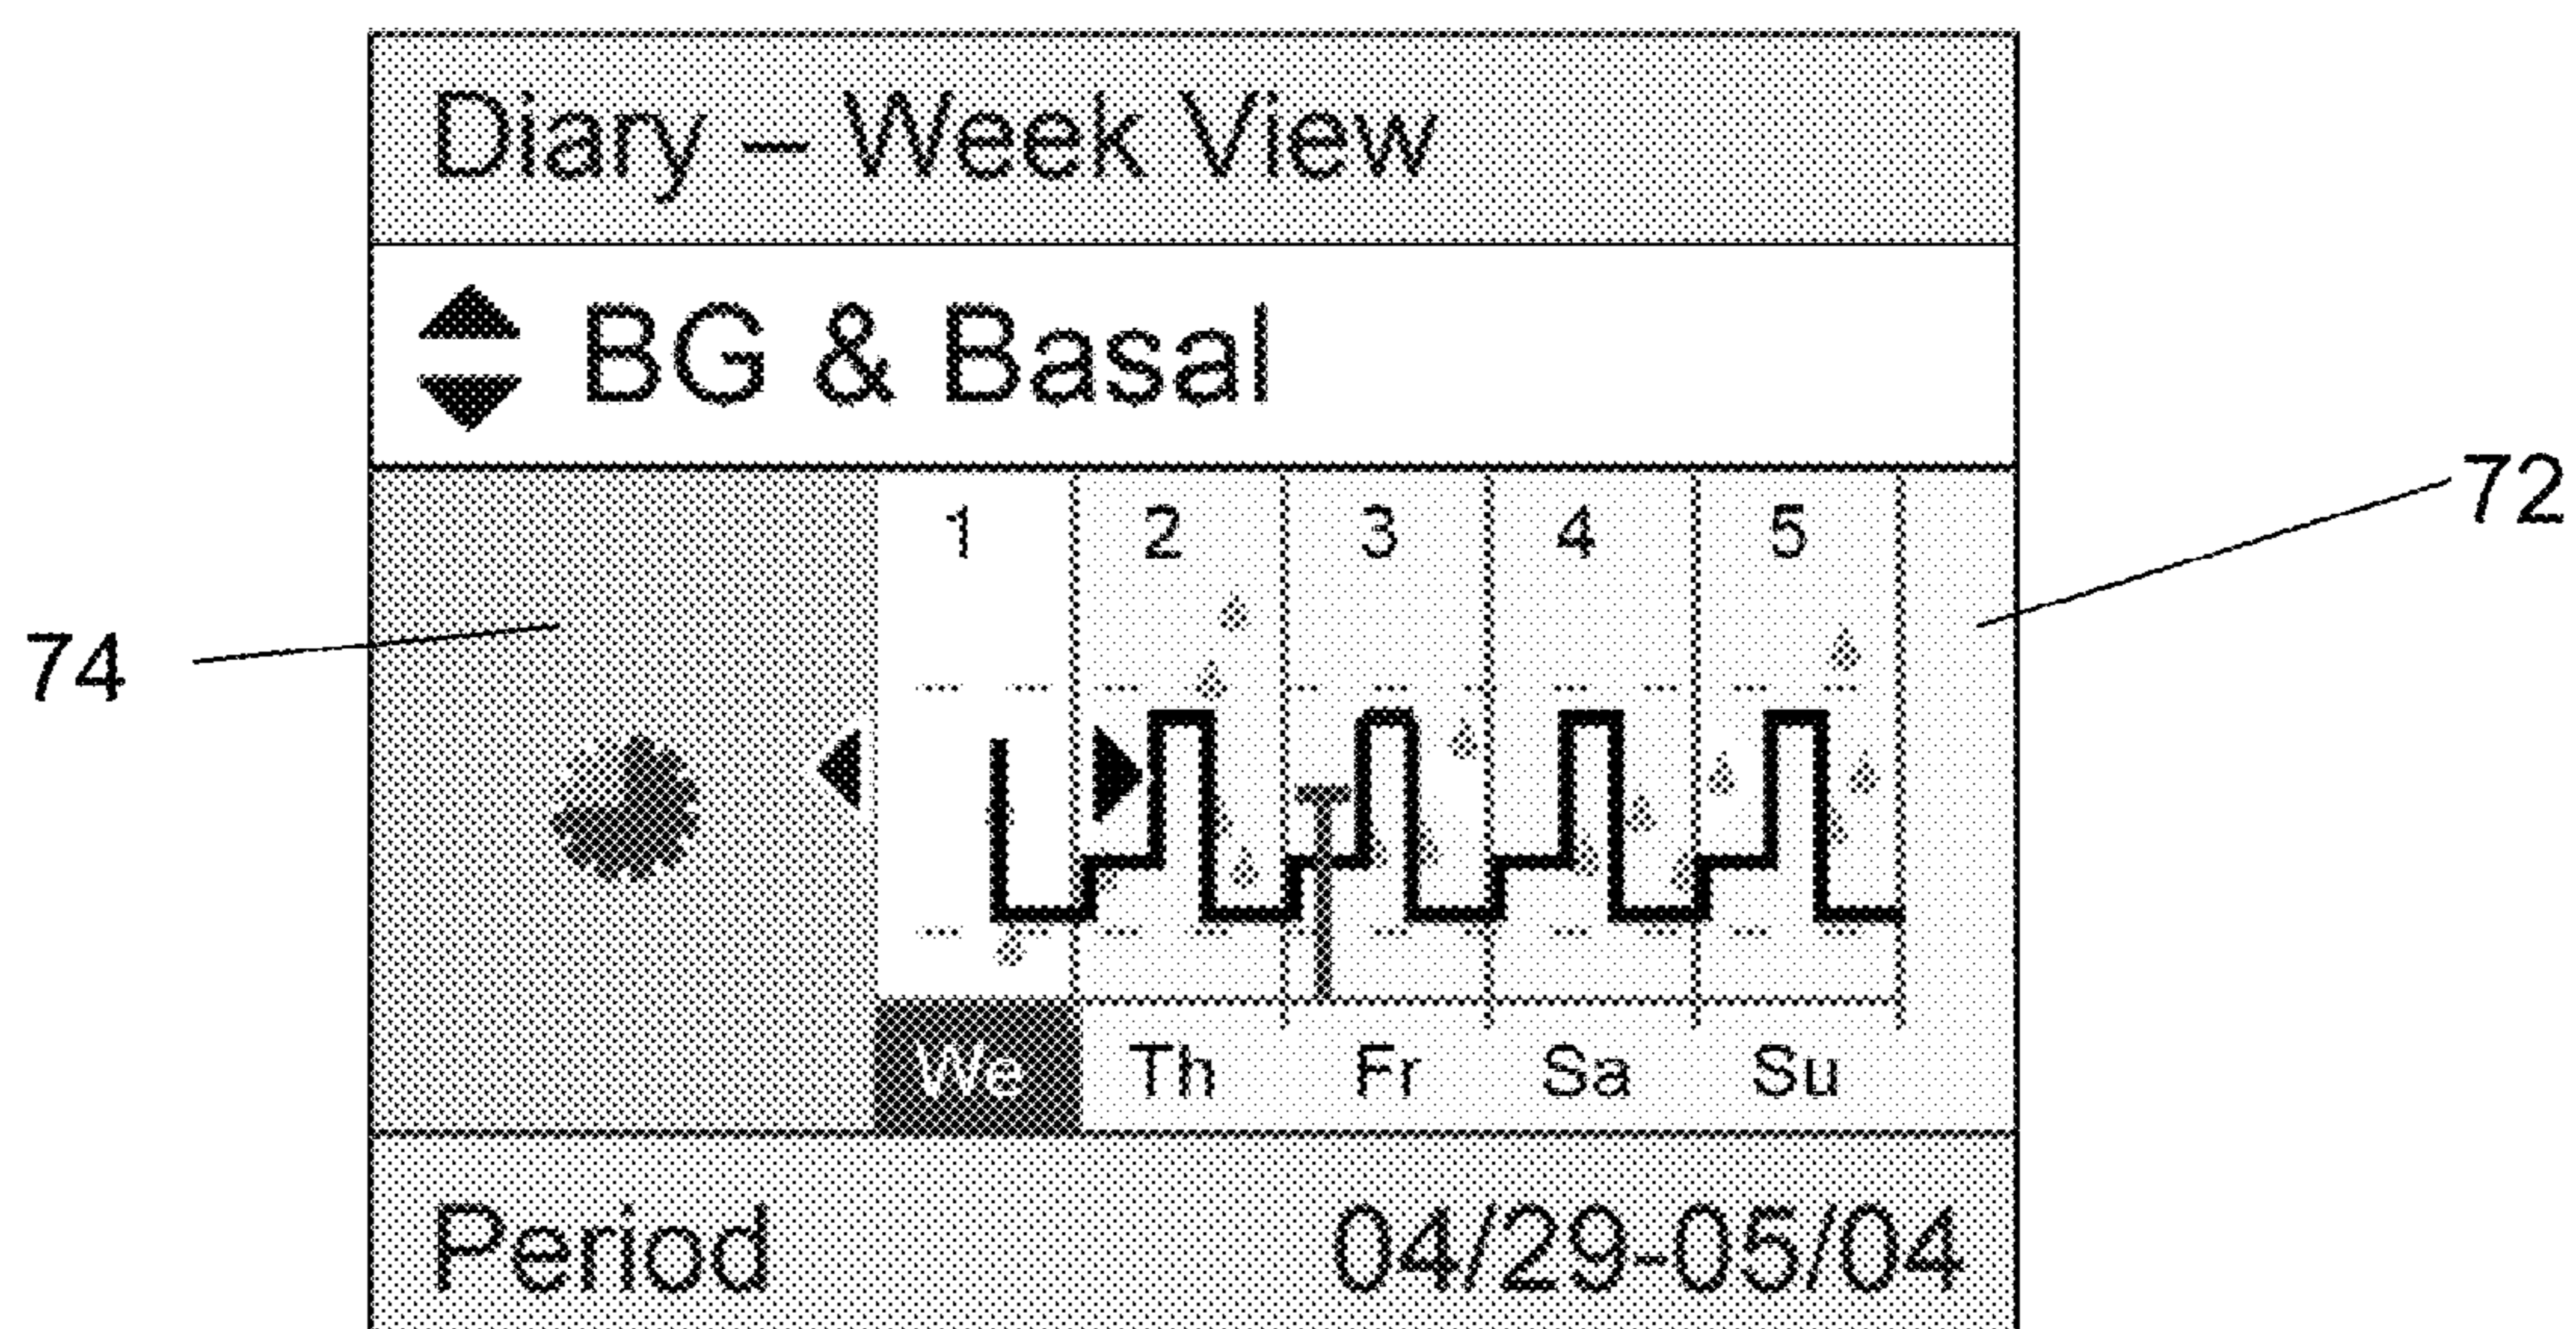 Diary – Week View
BG & Basal
1 2 3 4 5
72
74
We Th Fr Sa Su
Period 04/29-05/04